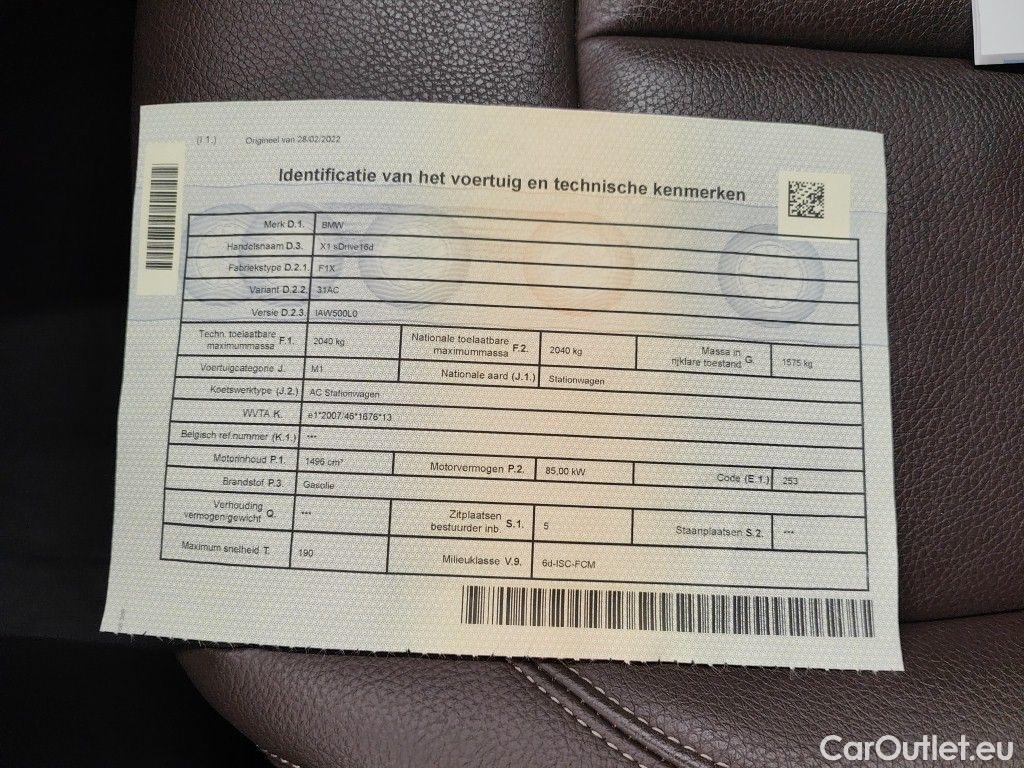 (I 1.) Origineel van 28/02/2022
Identificatie van het voertuig en technische kenmerken
Merk D.1. BMW
Handelsnaam D.3. X1 sDrive16d
Fabriekstype D.2.1. F1X
Variant D.2.2. 31AC
Versie D.2.3. IAW500L0
Techn. toelaatbare maximummassa F.1. 2040 kg Nationale toelaatbare maximummassa F.2. 2040 kg Massa in rijklare toestand G. 1575 kg
Voertuigcategorie J. M1 Nationale aard (J.1.) Stationwagen
Koetswerktype (J.2.) AC Stationwagen
WVTA K. e1*2007/46*1676*13
Belgisch ref.nummer (K.1.) ***
Motorinhoud P.1. 1496 cm³ Motorvermogen P.2. 85,00 kW Code (E.1.) 253
Brandstof P.3. Gasolie
Verhouding vermogen/gewicht Q. *** Zitplaatsen bestuurder inb. S.1. 5 Staanplaatsen S.2. ***
Maximum snelheid T. 190 Milieuklasse V.9. 6d-ISC-FCM
CarOutlet.eu